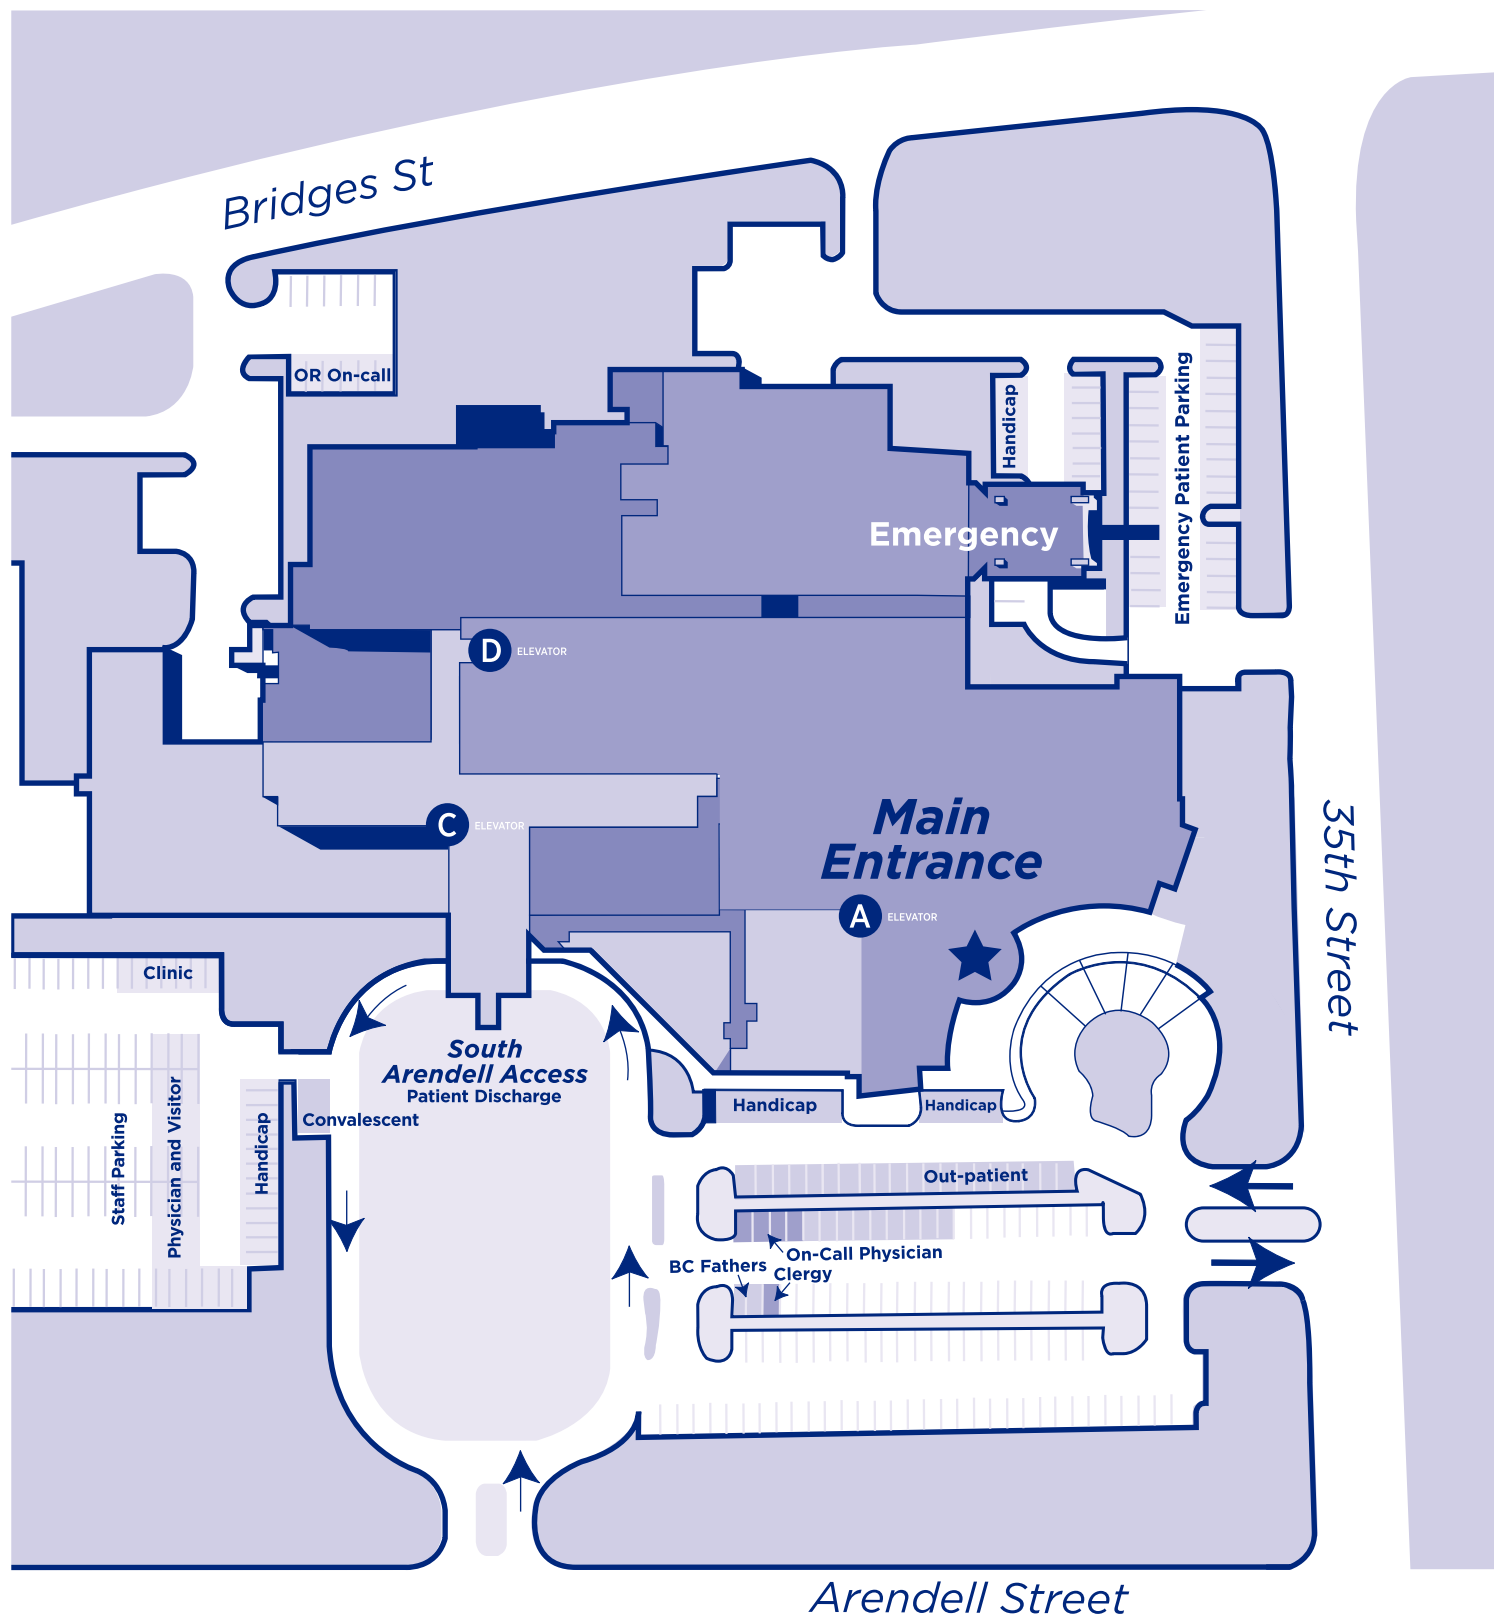 Bridges St
OR On-call
Handicap
Emergency Patient Parking
Emergency
D
ELEVATOR
Main
Entrance
C
ELEVATOR
A
ELEVATOR
35th Street
Clinic
South
Arendell Access
Patient Discharge
Handicap
Handicap
Convalescent
Staff Parking
Physician and Visitor
Handicap
Out-patient
On-Call Physician
BC Fathers
Clergy
Arendell Street